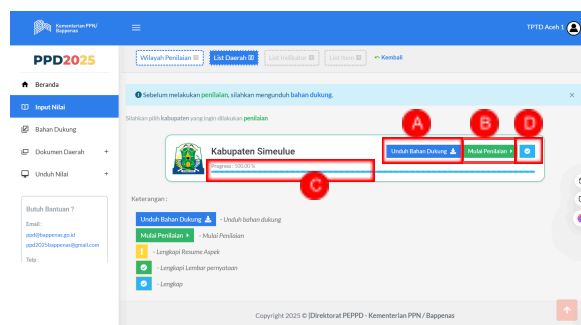 Kementerian PPN/
Bappenas
TPTD Aceh 1
PPD2025
Wilayah Penilaian
List Daerah
List Indikator
List Item
Kembali
Beranda
Input Nilai
Bahan Dukung
Dokumen Daerah +
Unduh Nilai +
Sebelum melakukan penilaian, silahkan mengunduh bahan dukung.
×
Silahkan pilih kabupaten yang ingin dilakukan penilaian
A
B
D
Kabupaten Simeulue
Unduh Bahan Dukung
Mulai Penilaian
Progress : 100.00 %
C
Keterangan :
Unduh Bahan Dukung - Unduh bahan dukung
Mulai Penilaian - Mulai Penilaian
! - Lengkapi Resume Aspek
- Lengkapi Lembar pernyataan
- Lengkap
Butuh Bantuan ?
Email :
ppd@bappenas.go.id
ppd2025bappenas@gmail.com
Telp :
Copyright 2025 © |Direktorat PEPPD - Kementerian PPN / Bappenas